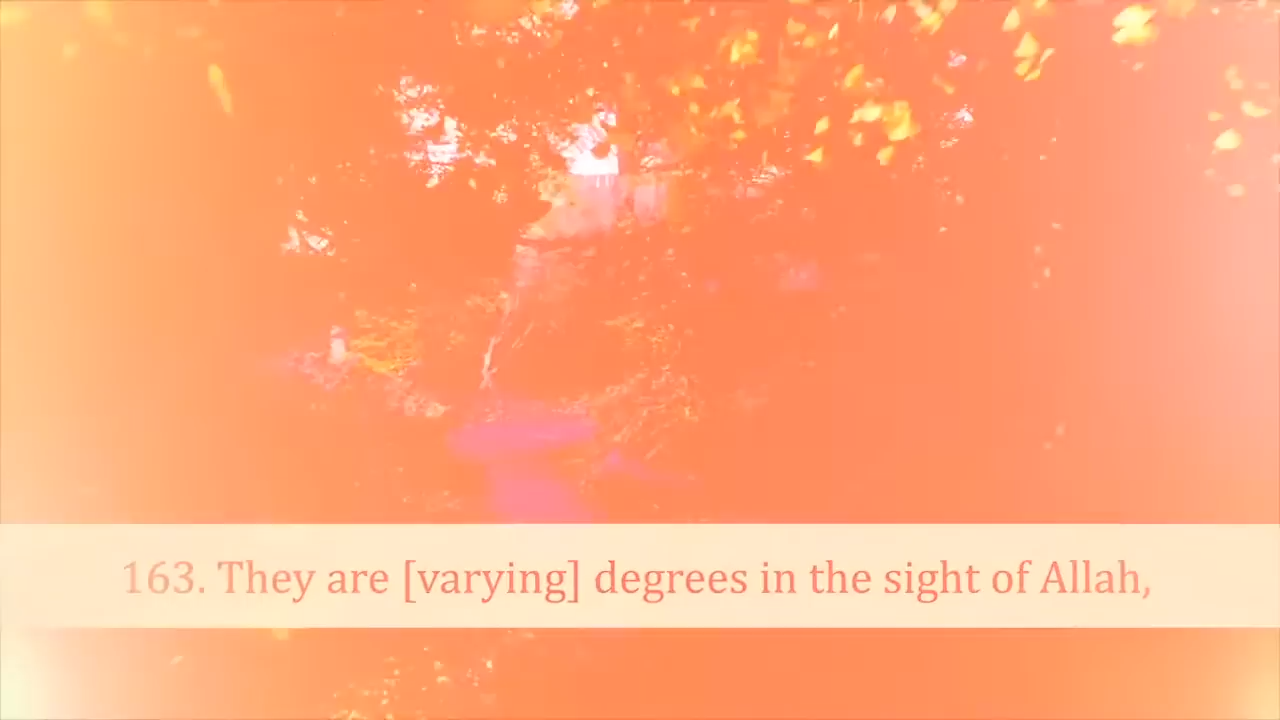 163. They are [varying] degrees in the sight of Allah,